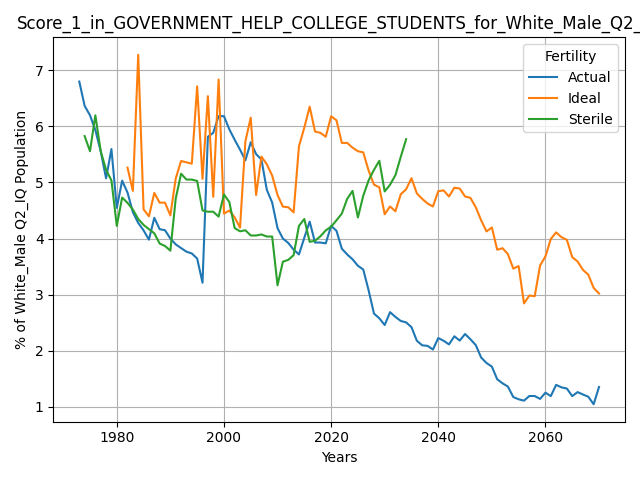 Score_1_in_GOVERNMENT_HELP_COLLEGE_STUDENTS_for_White_Male_Q2_
Fertility
Actual
Ideal
Sterile
% of White_Male Q2_IQ Population
7
6
5
4
3
2
1
1980 2000 2020 2040 2060
Years